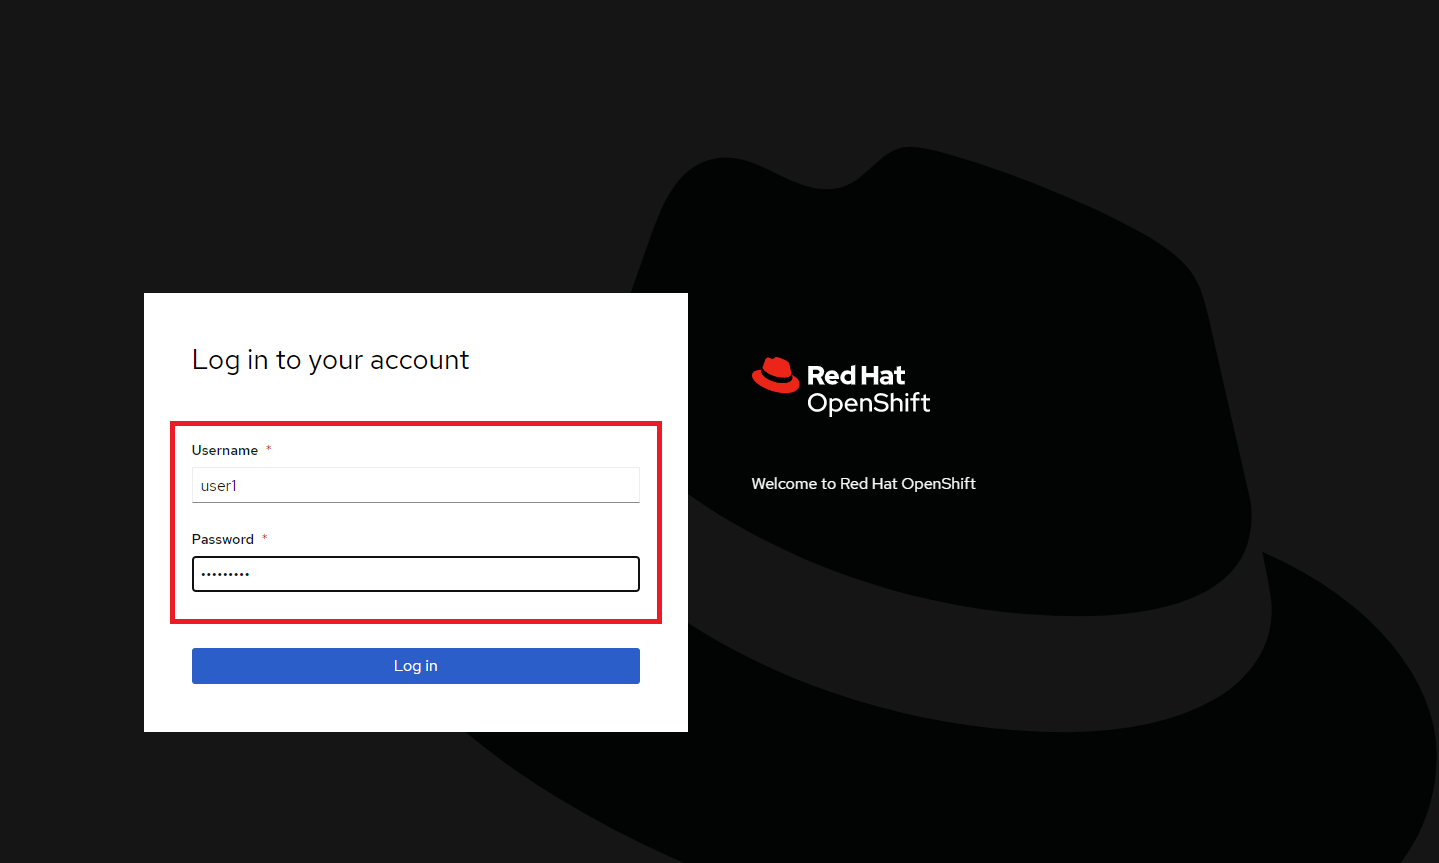 Log in to your account
Username *
user1
Password *
•••••••••
Log in
Red Hat
OpenShift
Welcome to Red Hat OpenShift